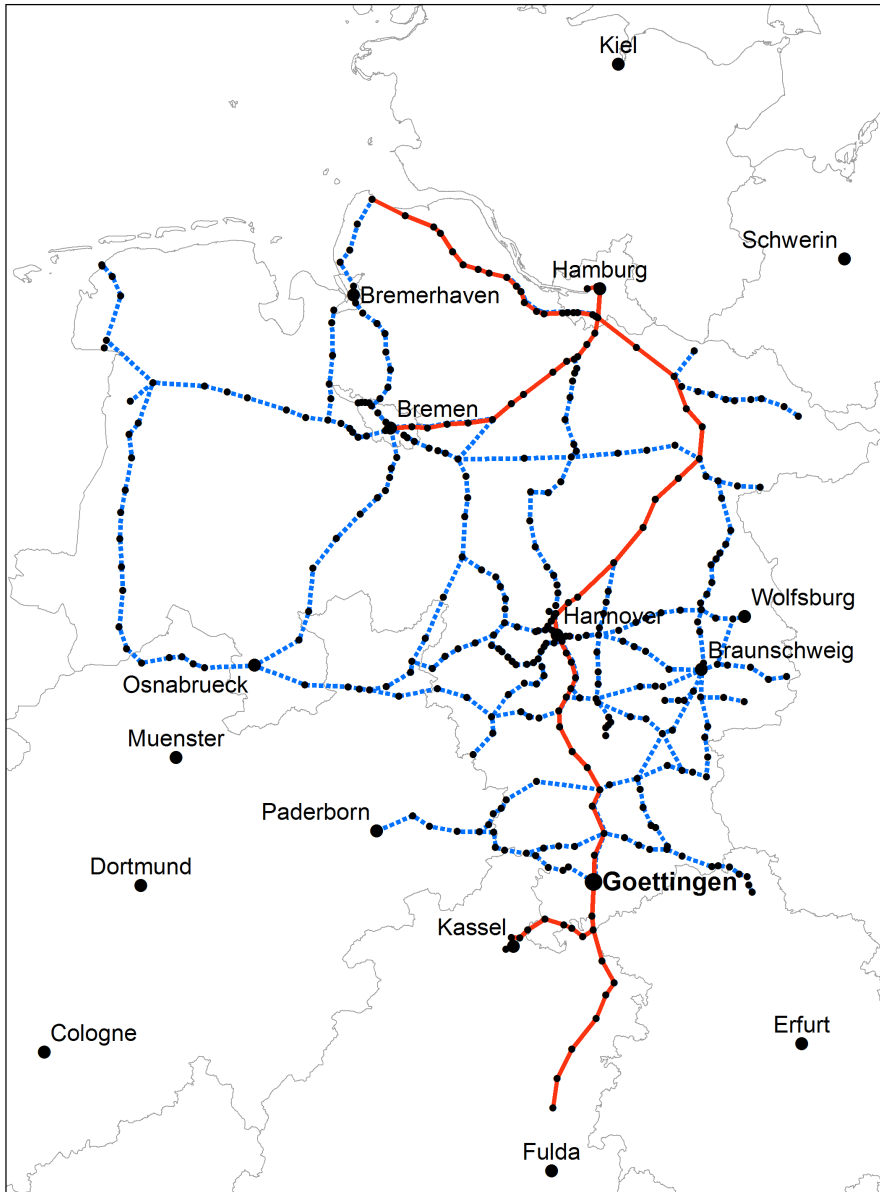 Kiel
Schwerin
Hamburg
Bremerhaven
Bremen
Wolfsburg
Hannover
Braunschweig
Osnabrueck
Muenster
Paderborn
Dortmund
Goettingen
Kassel
Cologne
Erfurt
Fulda